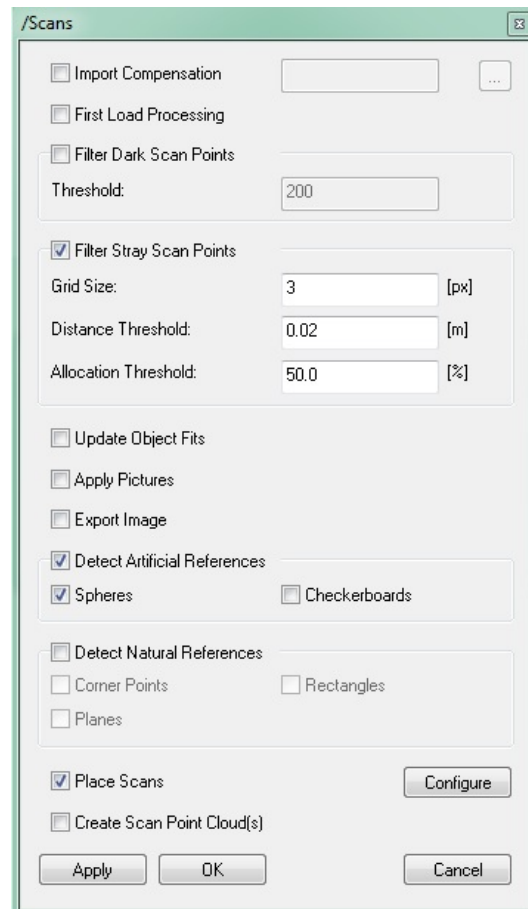 /Scans
Import Compensation ...
First Load Processing
Filter Dark Scan Points
Threshold: 200
Filter Stray Scan Points
Grid Size: 3 [px]
Distance Threshold: 0.02 [m]
Allocation Threshold: 50.0 [%]
Update Object Fits
Apply Pictures
Export Image
Detect Artificial References
Spheres Checkerboards
Detect Natural References
Corner Points Rectangles
Planes
Place Scans Configure
Create Scan Point Cloud(s)
Apply OK Cancel